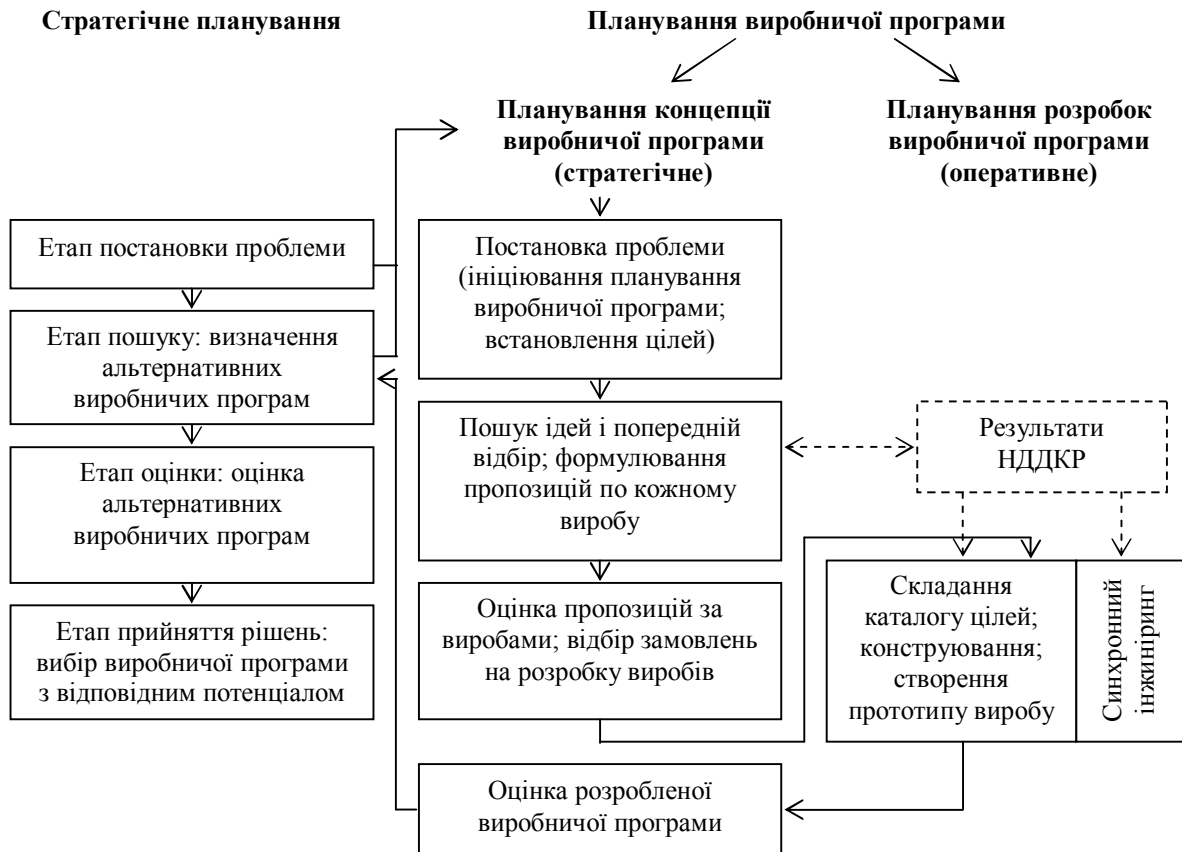 Стратегічне планування
Планування виробничої програми
Планування концепції
виробничої програми
(стратегічне)
Планування розробок
виробничої програми
(оперативне)
Етап постановки проблеми
Етап пошуку: визначення
альтернативних
виробничих програм
Етап оцінки: оцінка
альтернативних
виробничих програм
Етап прийняття рішень:
вибір виробничої програми
з відповідним потенціалом
Постановка проблеми
(ініціювання планування
виробничої програми;
встановлення цілей)
Пошук ідей і попередній
відбір; формулювання
пропозицій по кожному
виробу
Оцінка пропозицій за
виробами; відбір замовлень
на розробку виробів
Оцінка розробленої
виробничої програми
Результати
НДДКР
Складання
каталогу цілей;
конструювання;
створення
прототипу виробу
Синхронний
інжиніринг